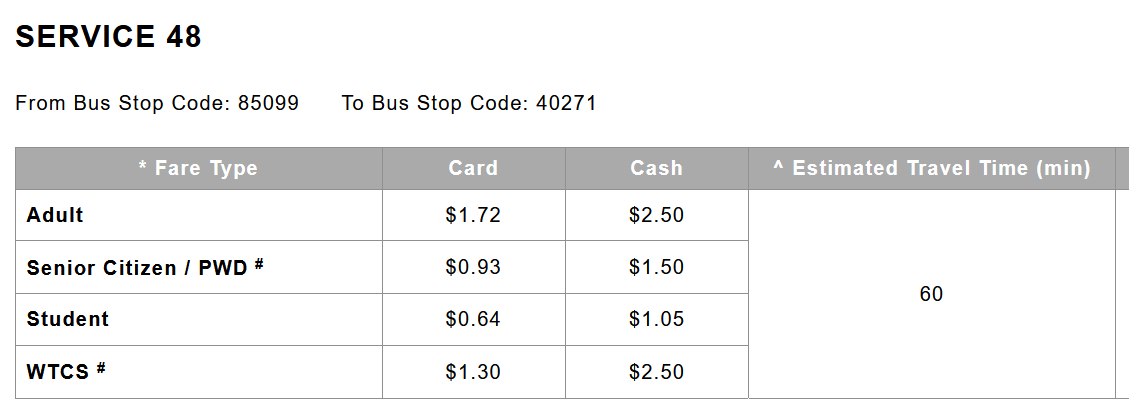 SERVICE 48
From Bus Stop Code: 85099 To Bus Stop Code: 40271
* Fare Type Card Cash ^ Estimated Travel Time (min)
Adult $1.72 $2.50
Senior Citizen / PWD # $0.93 $1.50
60
Student $0.64 $1.05
WTCS # $1.30 $2.50